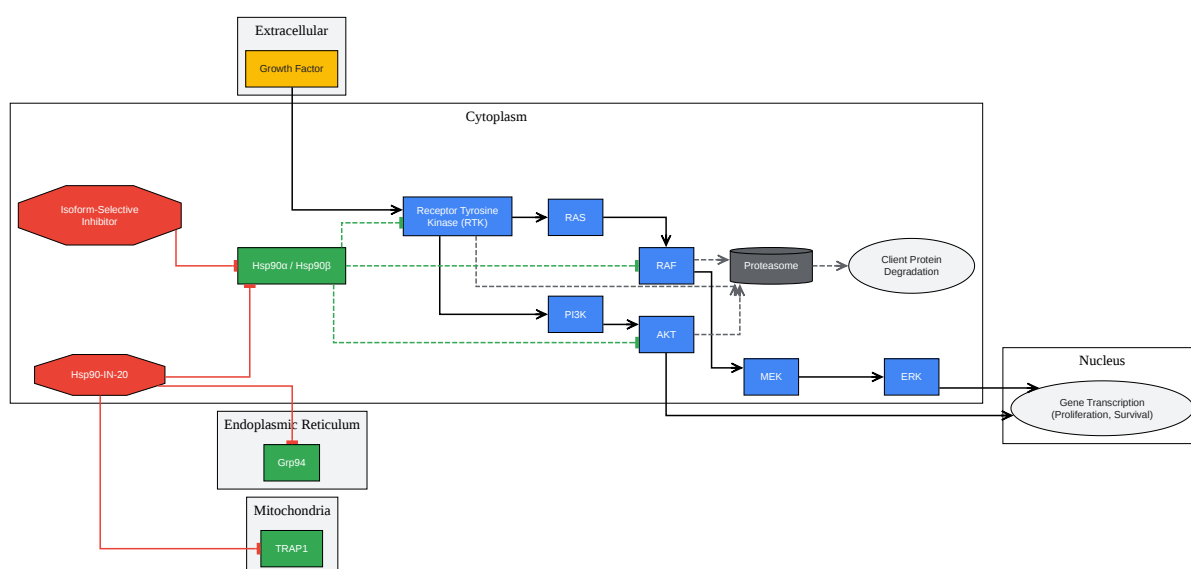 Extracellular
Growth Factor
Cytoplasm
Isoform-Selective
Inhibitor
Receptor Tyrosine
Kinase (RTK)
RAS
Hsp90α / Hsp90β
RAF
Proteasome
Client Protein
Degradation
PI3K
AKT
Hsp90-IN-20
MEK
ERK
Nucleus
Gene Transcription
(Proliferation, Survival)
Endoplasmic Reticulum
Grp94
Mitochondria
TRAP1